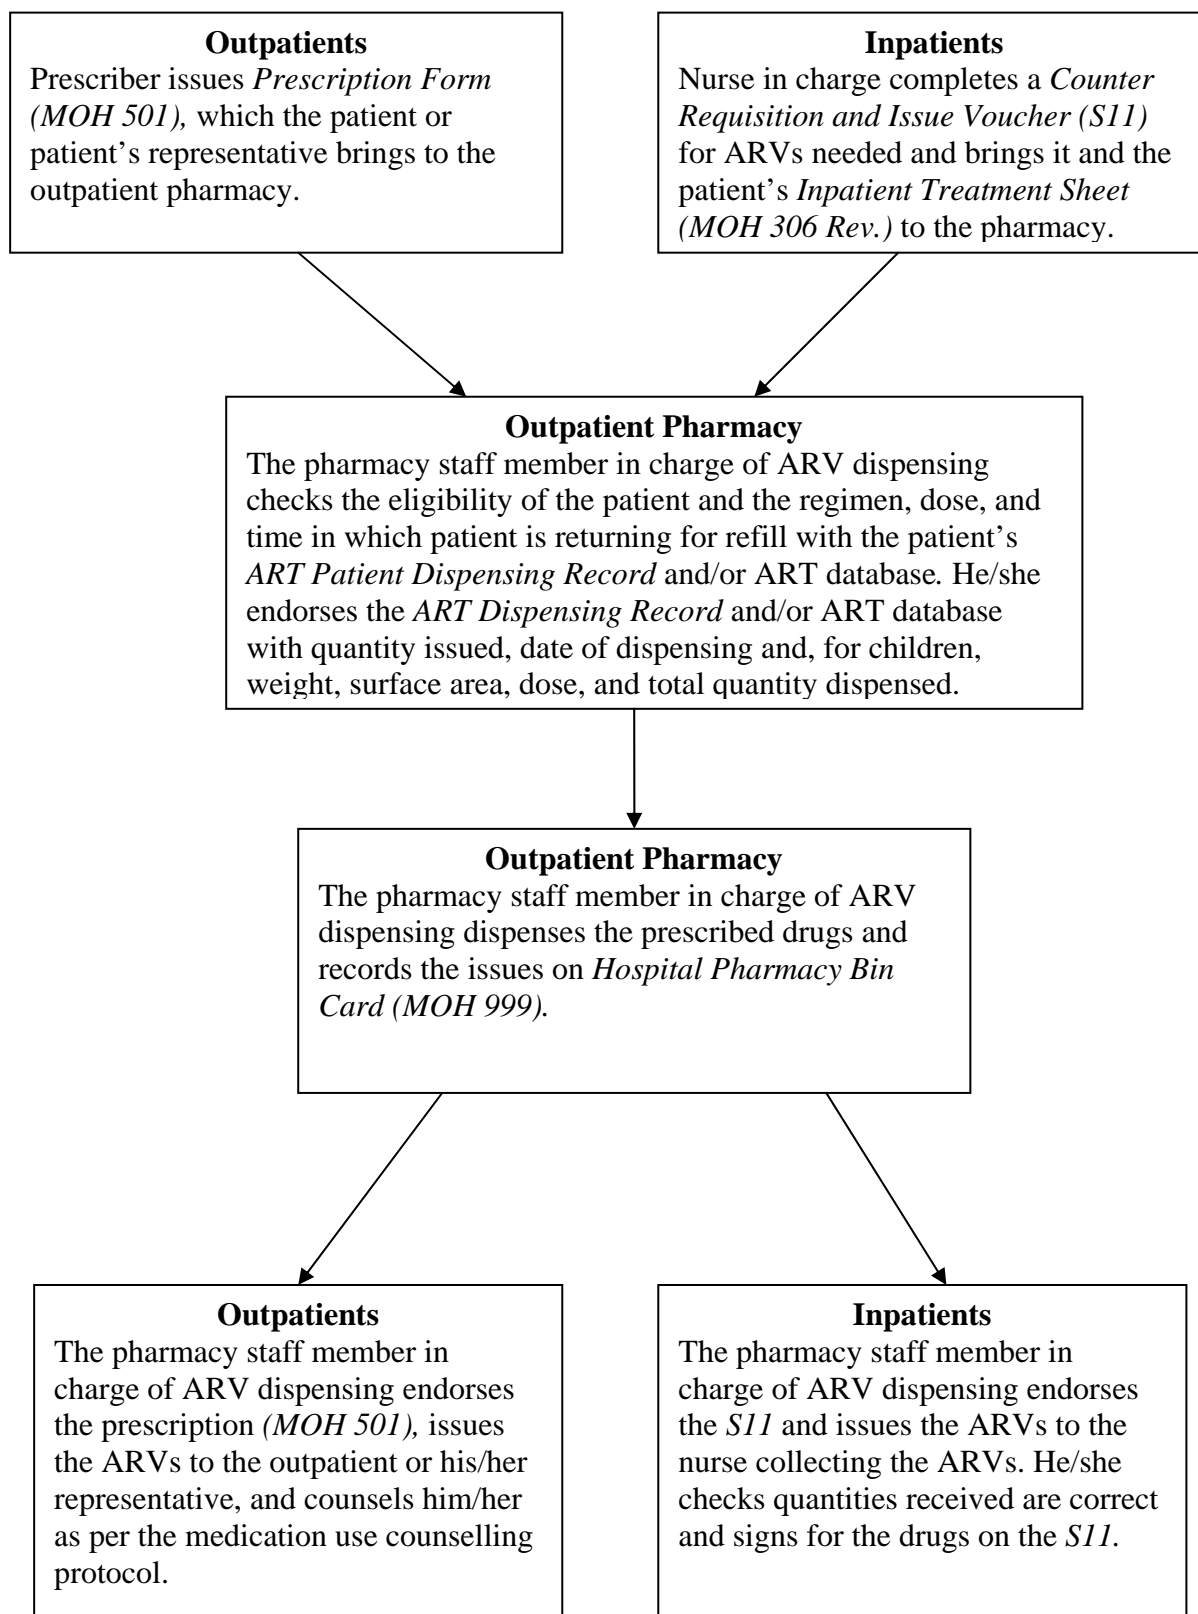 Outpatients
Prescriber issues Prescription Form
(MOH 501), which the patient or
patient's representative brings to the
outpatient pharmacy.
Inpatients
Nurse in charge completes a Counter
Requisition and Issue Voucher (S11)
for ARVs needed and brings it and the
patient's Inpatient Treatment Sheet
(MOH 306 Rev.) to the pharmacy.
Outpatient Pharmacy
The pharmacy staff member in charge of ARV dispensing
checks the eligibility of the patient and the regimen, dose, and
time in which patient is returning for refill with the patient's
ART Patient Dispensing Record and/or ART database. He/she
endorses the ART Dispensing Record and/or ART database
with quantity issued, date of dispensing and, for children,
weight, surface area, dose, and total quantity dispensed.
Outpatient Pharmacy
The pharmacy staff member in charge of ARV
dispensing dispenses the prescribed drugs and
records the issues on Hospital Pharmacy Bin
Card (MOH 999).
Outpatients
The pharmacy staff member in
charge of ARV dispensing endorses
the prescription (MOH 501), issues
the ARVs to the outpatient or his/her
representative, and counsels him/her
as per the medication use counselling
protocol.
Inpatients
The pharmacy staff member in
charge of ARV dispensing endorses
the S11 and issues the ARVs to the
nurse collecting the ARVs. He/she
checks quantities received are correct
and signs for the drugs on the S11.